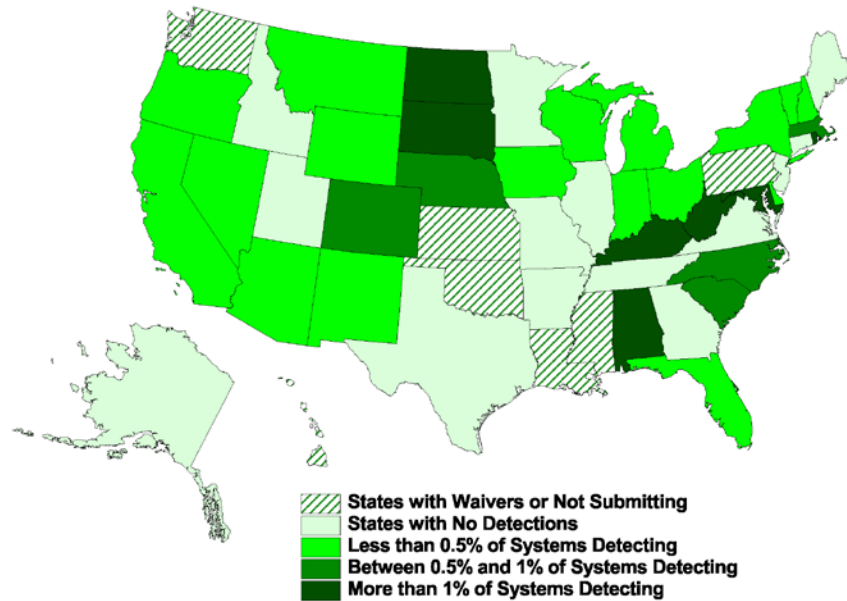 States with Waivers or Not Submitting
States with No Detections
Less than 0.5% of Systems Detecting
Between 0.5% and 1% of Systems Detecting
More than 1% of Systems Detecting